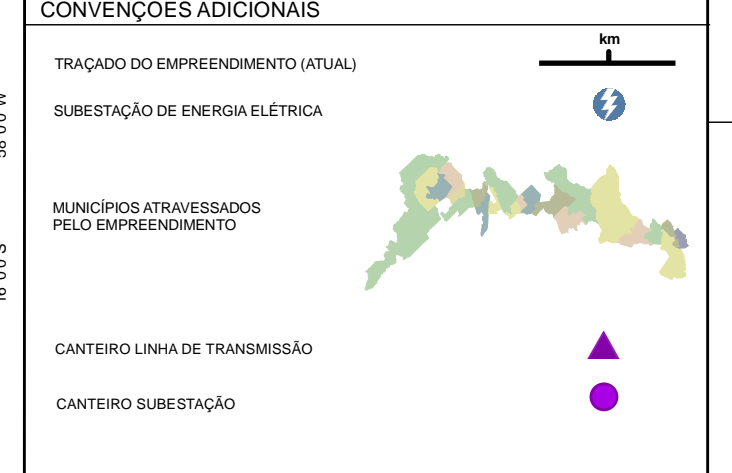 CONVENÇÕES ADICIONAIS
km
TRAÇADO DO EMPREENDIMENTO (ATUAL)
SUBESTAÇÃO DE ENERGIA ELÉTRICA
MUNICÍPIOS ATRAVESSADOS
PELO EMPREENDIMENTO
CANTEIRO LINHA DE TRANSMISSÃO
CANTEIRO SUBESTAÇÃO